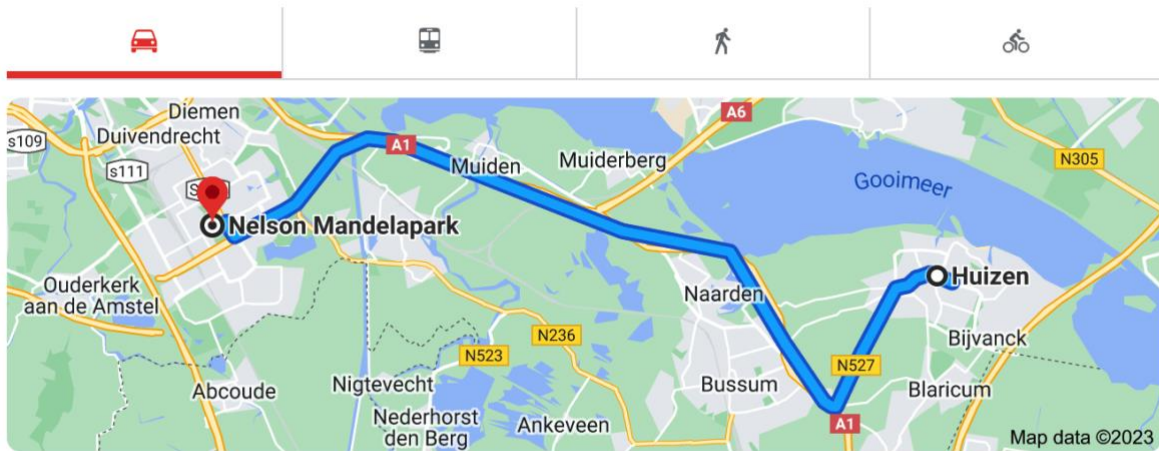 Diemen
Duivendrecht
s109
s111
A1
A6
Muiden
Muiderberg
Gooimeer
N305
Nelson Mandelapark
Huizen
Ouderkerk
aan de Amstel
Naarden
Bijvanck
N236
N523
N527
Abcoude
Nigtevecht
Bussum
Blaricum
Nederhorst
den Berg
Ankeveen
A1
Map data ©2023